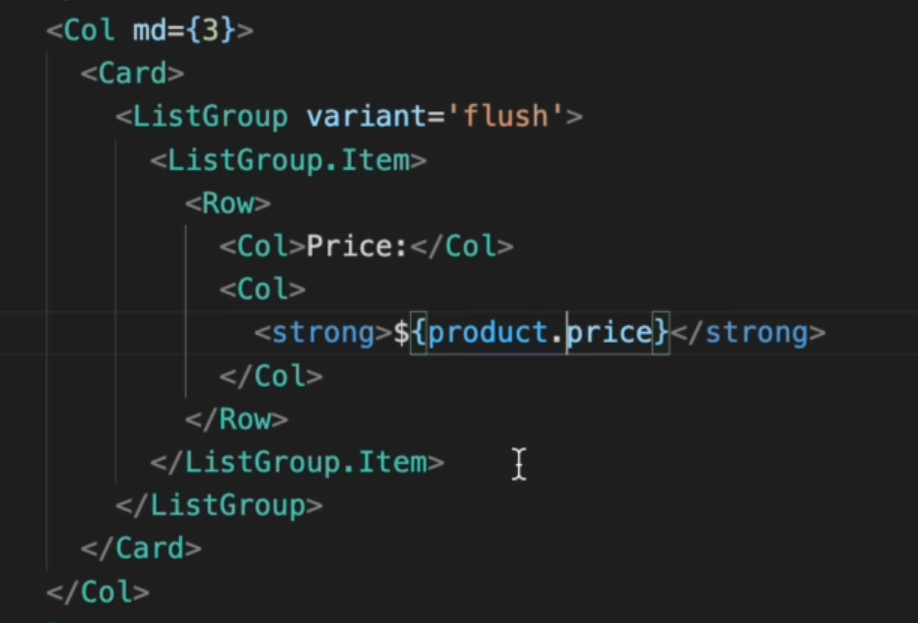 <Col md={3}>
<Card>
<ListGroup variant='flush'>
<ListGroup.Item>
<Row>
<Col>Price:</Col>
<Col>
<strong>${product.price}</strong>
</Col>
</Row>
</ListGroup.Item>
</ListGroup>
</Card>
</Col>